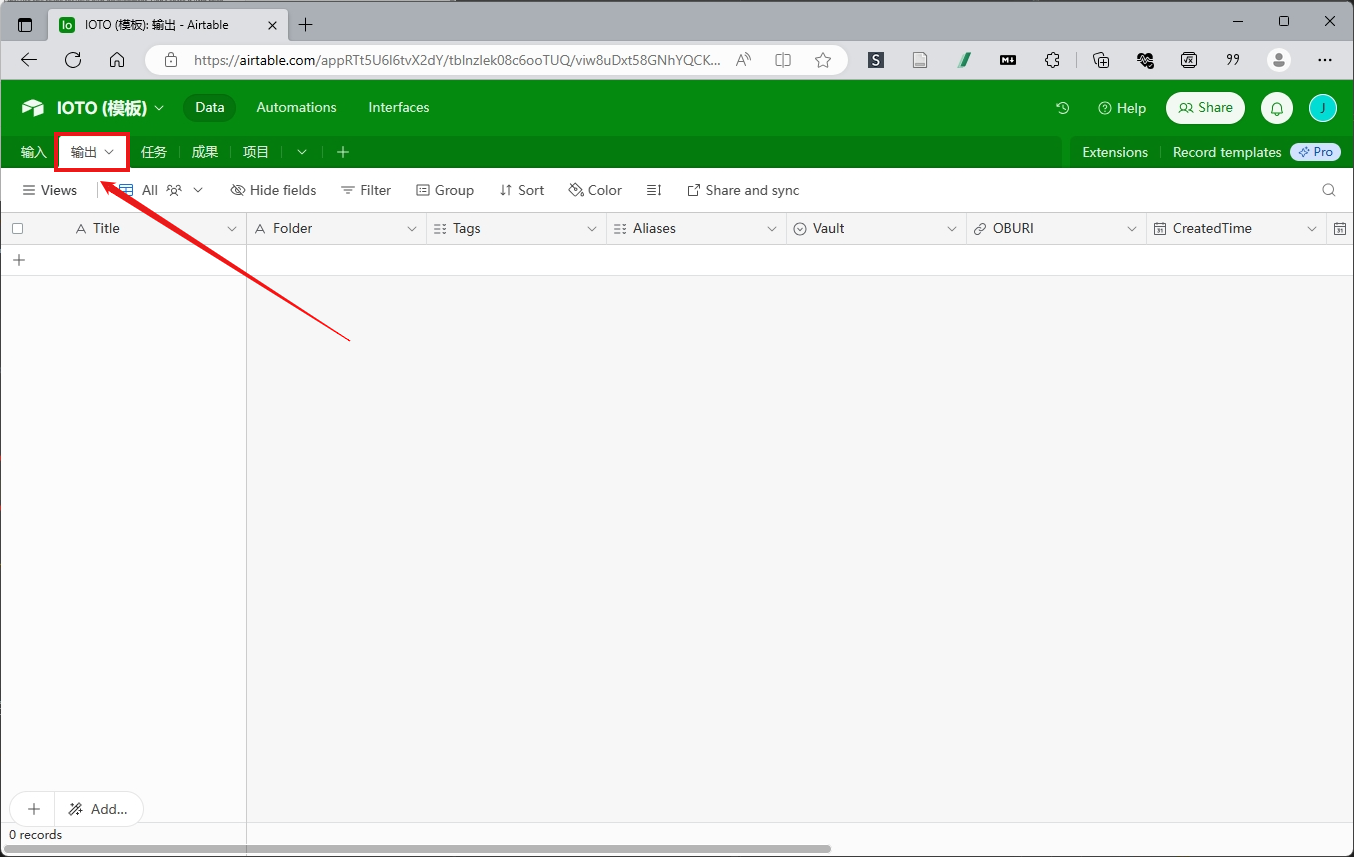 IOTO (模板): 输出 - Airtable
https://airtable.com/appRTt5U6l6tvX2dY/tblnzlek08c6ooTUQ/viw8uDxt58GNhYQCK...
IOTO (模板) Data Automations Interfaces Help Share J
输入 输出 任务 成果 项目 Extensions Record templates Pro
Views All Hide fields Filter Group Sort Color Share and sync
Title Folder Tags Aliases Vault OBURI CreatedTime
Add...
0 records